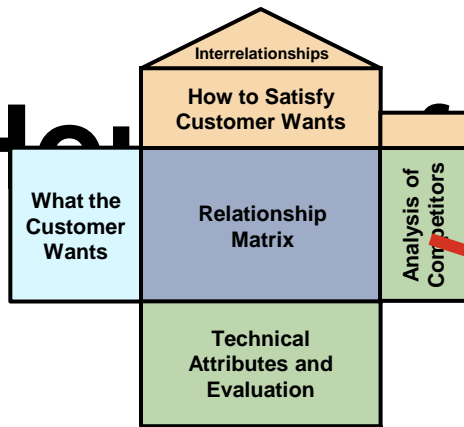 Interrelationships
How to Satisfy
Customer Wants
What the
Customer
Wants
Relationship
Matrix
Analysis of
Competitors
Technical
Attributes and
Evaluation